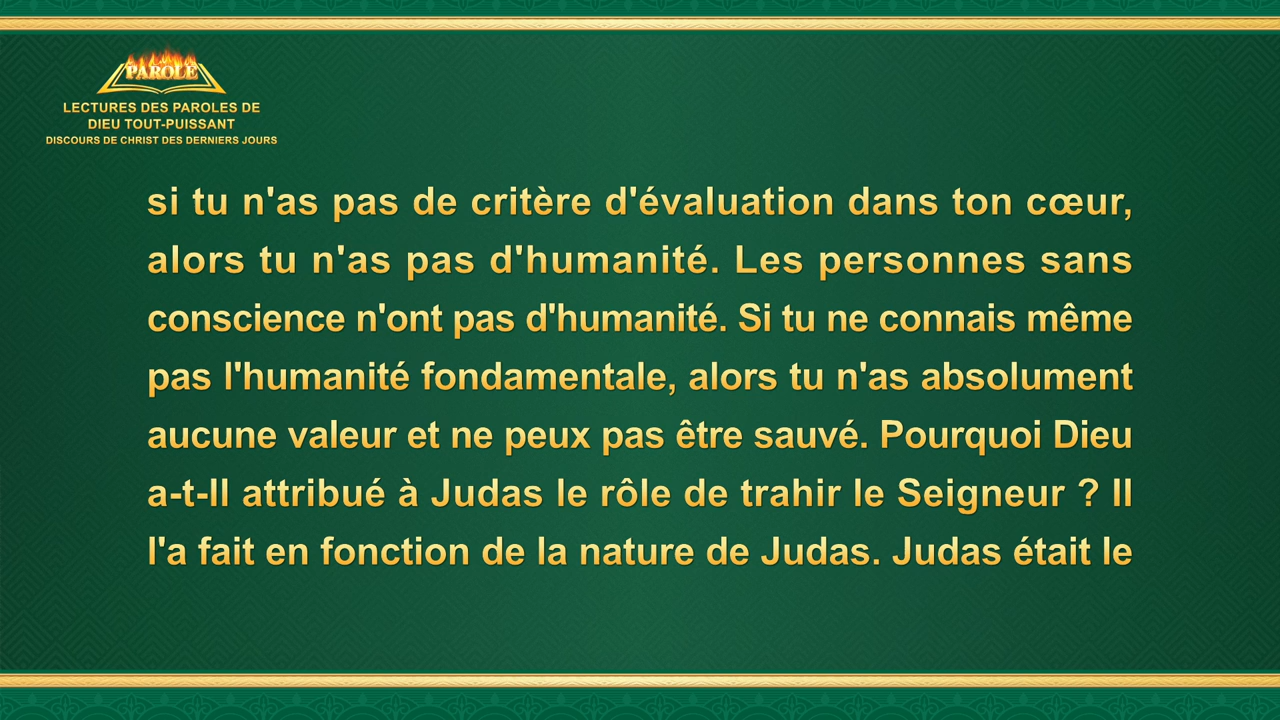 PAROLE
LECTURES DES PAROLES DE
DIEU TOUT-PUISSANT
DISCOURS DE CHRIST DES DERNIERS JOURS
si tu n'as pas de critère d'évaluation dans ton cœur,
alors tu n'as pas d'humanité. Les personnes sans
conscience n'ont pas d'humanité. Si tu ne connais même
pas l'humanité fondamentale, alors tu n'as absolument
aucune valeur et ne peux pas être sauvé. Pourquoi Dieu
a-t-Il attribué à Judas le rôle de trahir le Seigneur ? Il
l'a fait en fonction de la nature de Judas. Judas était le